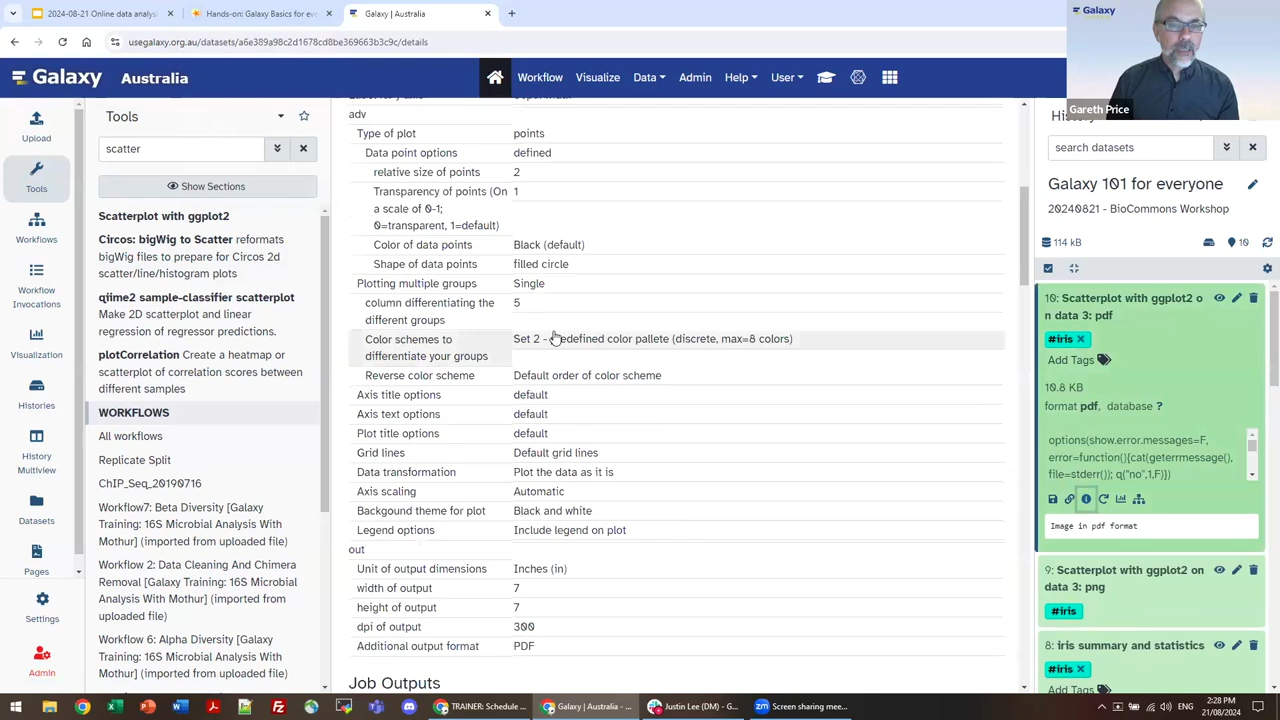 2024-08-21 Online data analysi
Hands-on: Galaxy Basics for ev
Galaxy | Australia
usegalaxy.org.au/datasets/a6e389a98c2d1678cd8be369663b3c9c/details
Galaxy
Australia
Workflow
Visualize
Data
Admin
Help
User
Galaxy
Gareth Price
Upload
Tools
Workflows
Workflow
Invocations
Visualization
Histories
History
Multiview
Datasets
Pages
Settings
Admin
Tools
scatter
Show Sections
Scatterplot with ggplot2
Circos: bigWig to Scatter reformats
bigWig files to prepare for Circos 2d
scatter/line/histogram plots
qiime2 sample-classifier scatterplot
Make 2D scatterplot and linear
regression of regressor predictions.
plotCorrelation Create a heatmap or
scatterplot of correlation scores between
different samples
WORKFLOWS
All workflows
Replicate Split
ChIP_Seq_20190716
Workflow7: Beta Diversity [Galaxy
Training: 16S Microbial Analysis With
Mothur] (imported from uploaded file)
Workflow 2: Data Cleaning And Chimera
Removal [Galaxy Training: 16S Microbial
Analysis With Mothur] (imported from
uploaded file)
Workflow 6: Alpha Diversity [Galaxy
Training: 16S Microbial Analysis With
Mothur] (imported from uploaded file)
adv
Type of plot points
Data point options defined
relative size of points 2
Transparency of points (On 1
a scale of 0-1;
0=transparent, 1=default)
Color of data points Black (default)
Shape of data points filled circle
Plotting multiple groups Single
column differentiating the 5
different groups
Color schemes to Set 2 - predefined color pallete (discrete, max=8 colors)
differentiate your groups
Reverse color scheme Default order of color scheme
Axis title options default
Axis text options default
Plot title options default
Grid lines Default grid lines
Data transformation Plot the data as it is
Axis scaling Automatic
Backgound theme for plot Black and white
Legend options Include legend on plot
out
Unit of output dimensions Inches (in)
width of output 7
height of output 7
dpi of output 300
Additional output format PDF
Job Outputs
search datasets
Galaxy 101 for everyone
20240821 - BioCommons Workshop
114 kB
10
10: Scatterplot with ggplot2 o
n data 3: pdf
#iris
Add Tags
10.8 KB
format pdf, database ?
options(show.error.messages=F,
error=function(){cat(geterrmessage(),
file=stderr()); q("no",1,F)})
Image in pdf format
9: Scatterplot with ggplot2 on
data 3: png
#iris
8: iris summary and statistics
#iris
Add Tags
TRAINER: Schedule ...
Galaxy | Australia - ...
Justin Lee (DM) - G...
Screen sharing mee...
2:28 PM
21/08/2024